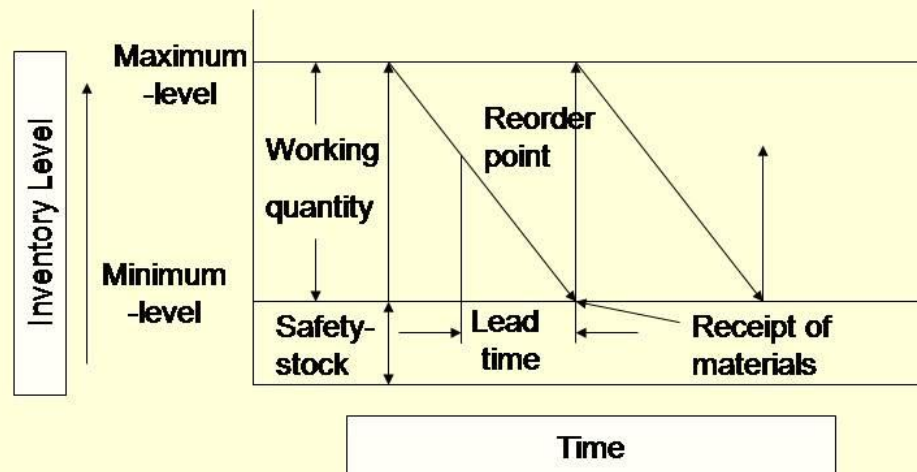 Inventory Level
Maximum
-level
Working
quantity
Reorder
point
Minimum
-level
Safety-
stock
Lead
time
Receipt of
materials
Time